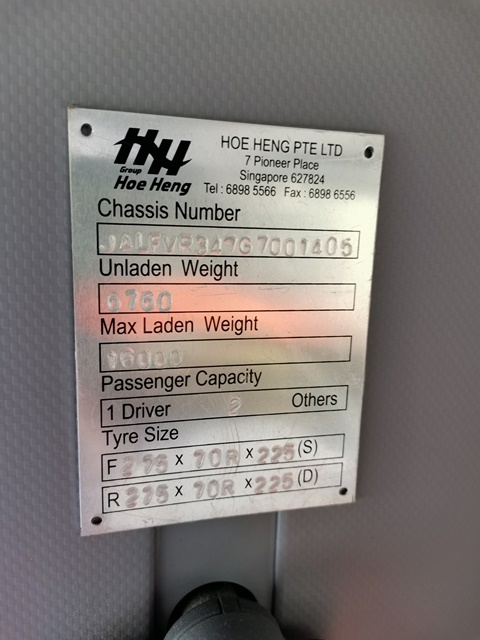 HH
Group
Hoe Heng
HOE HENG PTE LTD
7 Pioneer Place
Singapore 627824
Tel : 6898 5566 Fax : 6898 6556
Chassis Number
JALFVR347G7001405
Unladen Weight
6760
Max Laden Weight
16000
Passenger Capacity
1 Driver 2 Others
Tyre Size
F 275 x 70R x 225 (S)
R 275 x 70R x 225 (D)